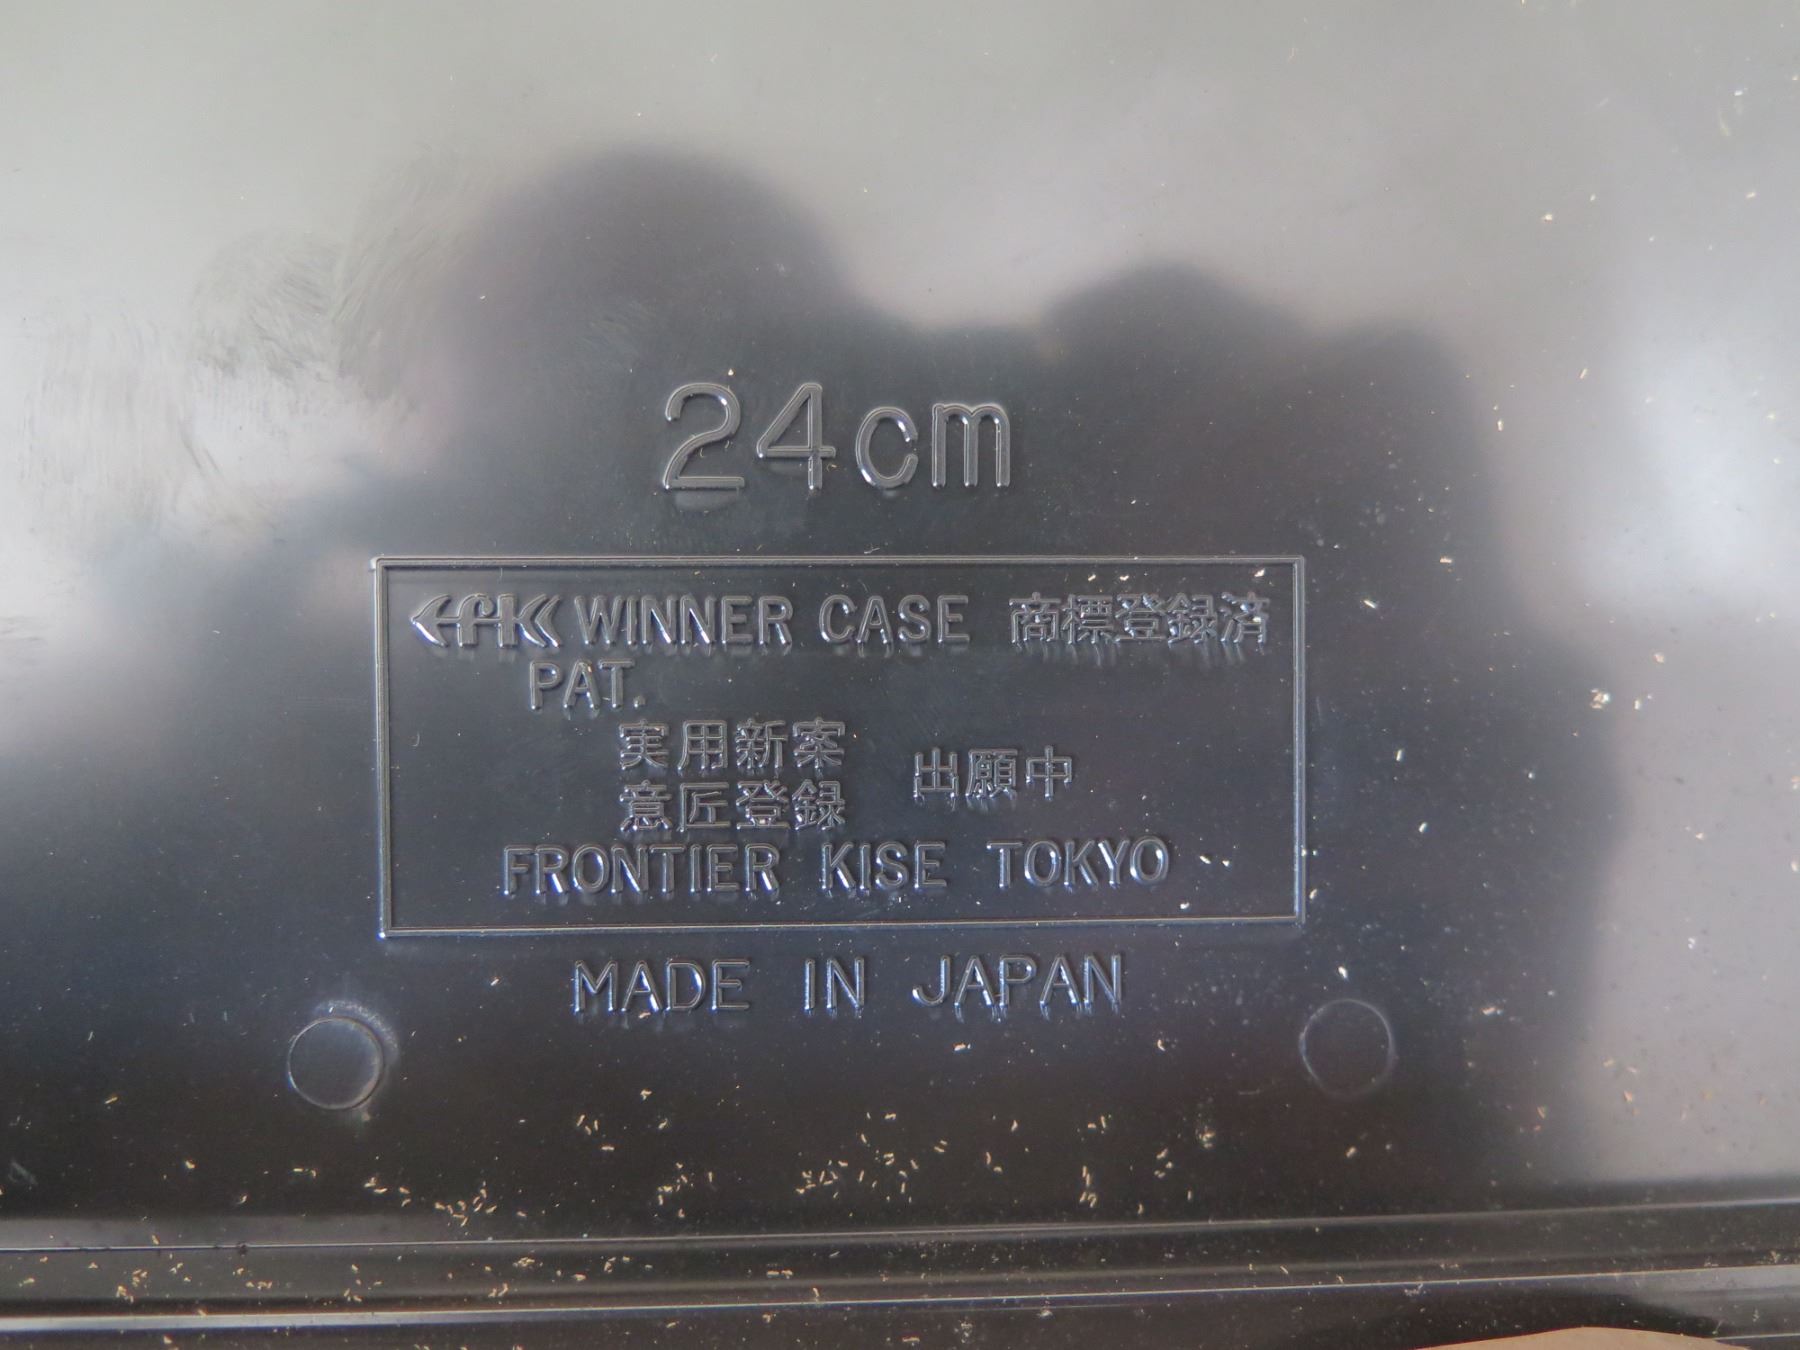 24cm
WINNER CASE 商標登録済
PAT.
実用新案
意匠登録
出願中
FRONTIER KISE TOKYO
MADE IN JAPAN